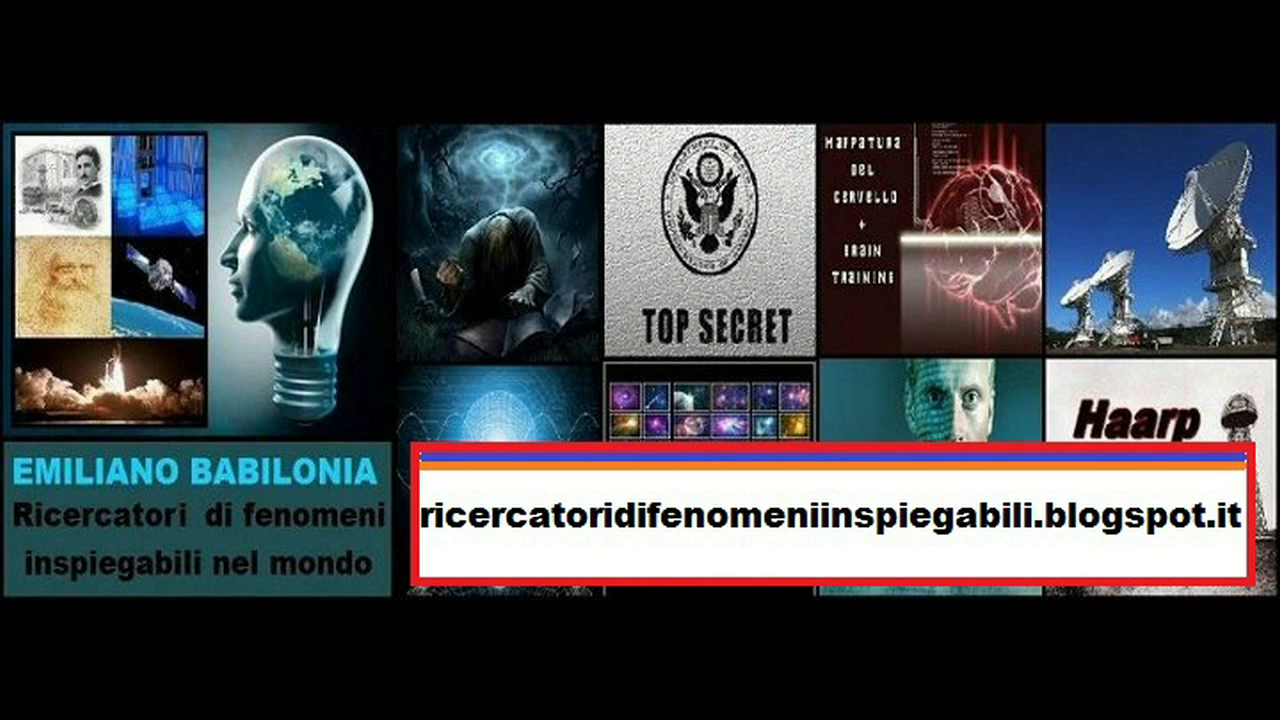 EMILIANO BABILONIA
Ricercatori di fenomeni
inspiegabili nel mondo
TOP SECRET
MAPPATURA
DEL
CERVELLO
+
BRAIN
TRAINING
Haarp
ricercatoridifenomeniinspiegabili.blogspot.it